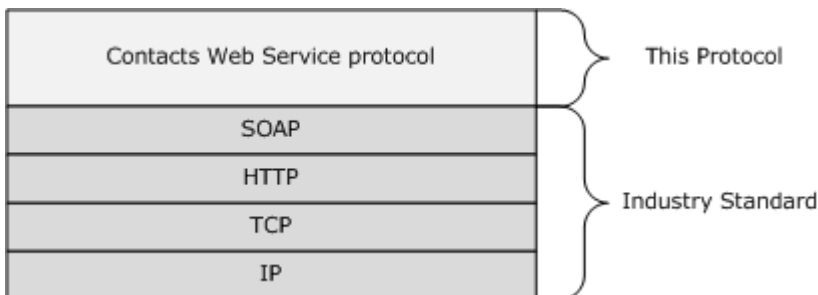 Contacts Web Service protocol
This Protocol
SOAP
HTTP
TCP
IP
Industry Standard